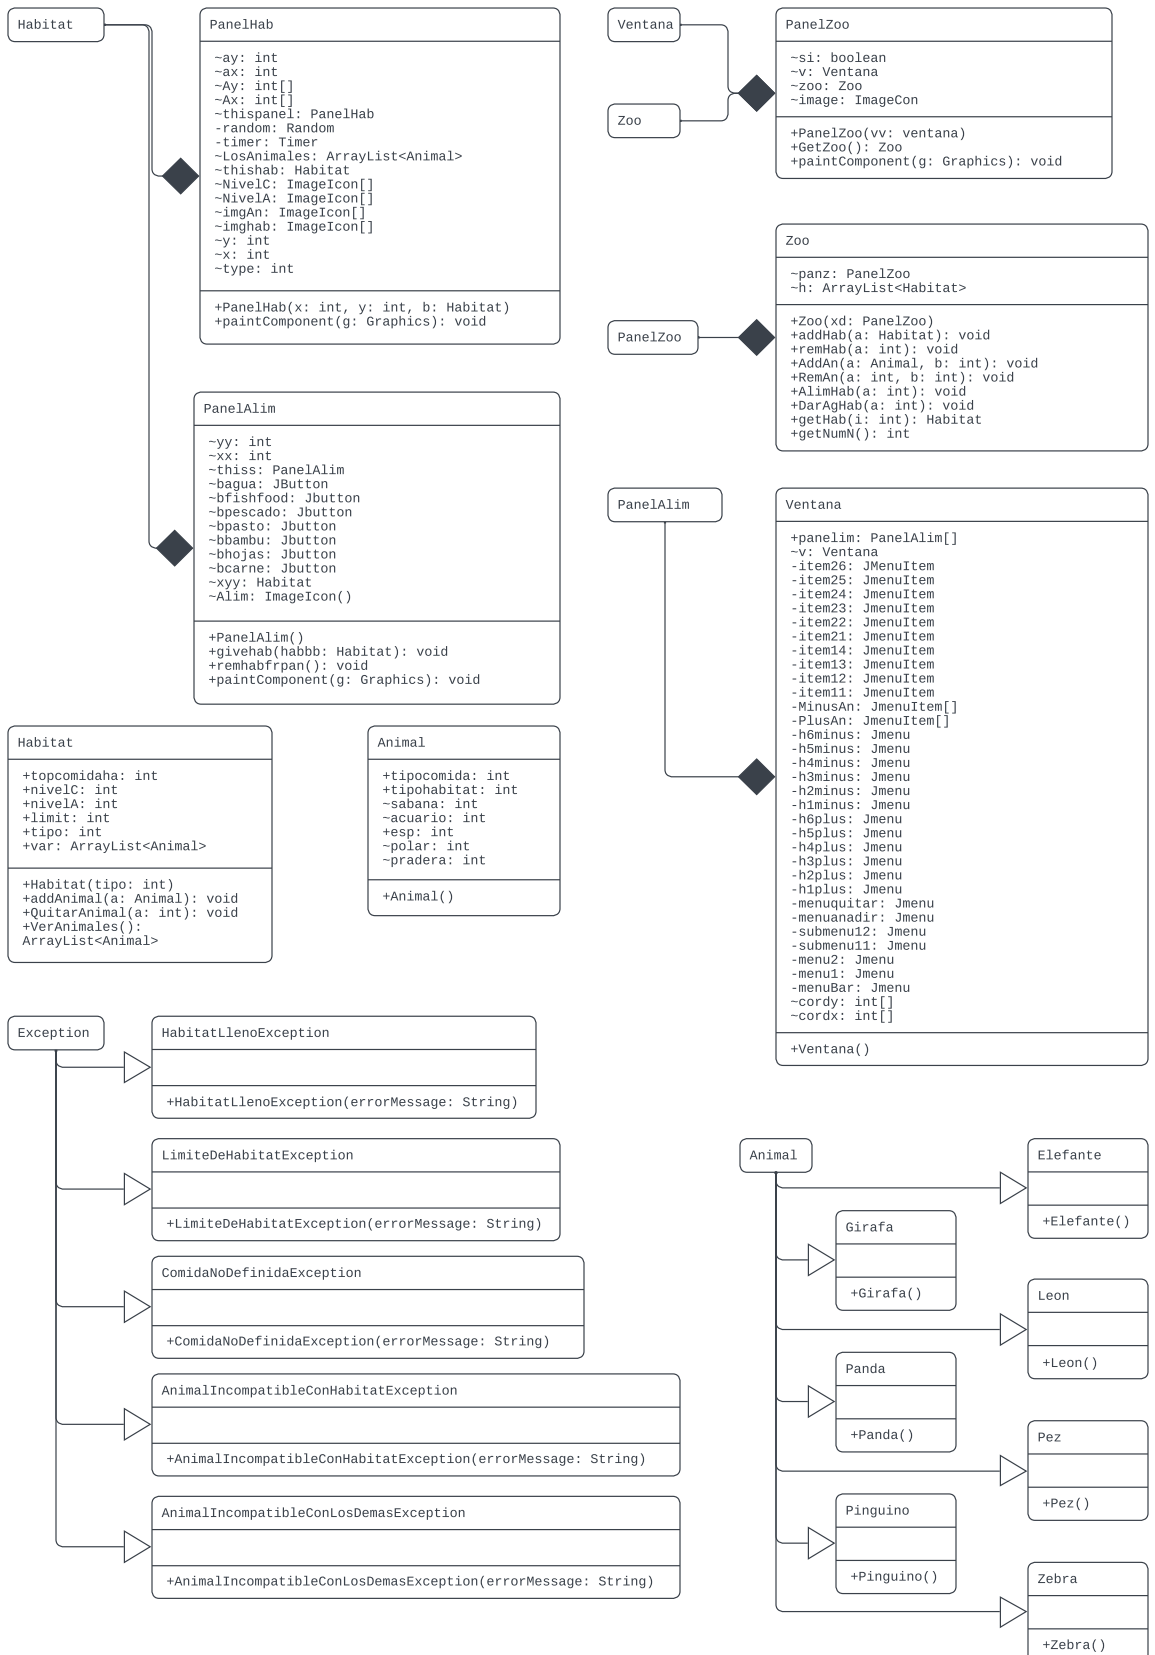 Habitat
PanelHab
~ay: int
~ax: int
~Ay: int[]
~Ax: int[]
~thispanel: PanelHab
-random: Random
-timer: Timer
~LosAnimales: ArrayList<Animal>
~thishab: Habitat
~NivelC: ImageIcon[]
~NivelA: ImageIcon[]
~imgAn: ImageIcon[]
~imghab: ImageIcon[]
~y: int
~x: int
~type: int
+PanelHab(x: int, y: int, b: Habitat)
+paintComponent(g: Graphics): void
PanelAlim
~yy: int
~xx: int
~thiss: PanelAlim
~bagua: JButton
~bfishfood: Jbutton
~bpescado: Jbutton
~bpasto: Jbutton
~bbambu: Jbutton
~bhojas: Jbutton
~bcarne: Jbutton
~xyy: Habitat
~Alim: ImageIcon()
+PanelAlim()
+givehab(habbb: Habitat): void
+remhabfrpan(): void
+paintComponent(g: Graphics): void
Habitat
+topcomidaha: int
+nivelC: int
+nivelA: int
+limit: int
+tipo: int
+var: ArrayList<Animal>
+Habitat(tipo: int)
+addAnimal(a: Animal): void
+QuitarAnimal(a: int): void
+VerAnimales():
ArrayList<Animal>
Animal
+tipocomida: int
+tipohabitat: int
~sabana: int
~acuario: int
+esp: int
~polar: int
~pradera: int
+Animal()
Ventana
Zoo
PanelZoo
~si: boolean
~v: Ventana
~zoo: Zoo
~image: ImageCon
+PanelZoo(vv: ventana)
+GetZoo(): Zoo
+paintComponent(g: Graphics): void
PanelZoo
Zoo
~panz: PanelZoo
~h: ArrayList<Habitat>
+Zoo(xd: PanelZoo)
+addHab(a: Habitat): void
+remHab(a: int): void
+AddAn(a: Animal, b: int): void
+RemAn(a: int, b: int): void
+AlimHab(a: int): void
+DarAgHab(a: int): void
+getHab(i: int): Habitat
+getNumN(): int
PanelAlim
Ventana
+panelim: PanelAlim[]
~v: Ventana
-item26: JMenuItem
-item25: JmenuItem
-item24: JmenuItem
-item23: JmenuItem
-item22: JmenuItem
-item21: JmenuItem
-item14: JmenuItem
-item13: JmenuItem
-item12: JmenuItem
-item11: JmenuItem
-MinusAn: JmenuItem[]
-PlusAn: JmenuItem[]
-h6minus: Jmenu
-h5minus: Jmenu
-h4minus: Jmenu
-h3minus: Jmenu
-h2minus: Jmenu
-h1minus: Jmenu
-h6plus: Jmenu
-h5plus: Jmenu
-h4plus: Jmenu
-h3plus: Jmenu
-h2plus: Jmenu
-h1plus: Jmenu
-menuquitar: Jmenu
-menuanadir: Jmenu
-submenu12: Jmenu
-submenu11: Jmenu
-menu2: Jmenu
-menu1: Jmenu
-menuBar: Jmenu
~cordy: int[]
~cordx: int[]
+Ventana()
Exception
HabitatLlenoException
+HabitatLlenoException(errorMessage: String)
LimiteDeHabitatException
+LimiteDeHabitatException(errorMessage: String)
ComidaNoDefinidaException
+ComidaNoDefinidaException(errorMessage: String)
AnimalIncompatibleConHabitatException
+AnimalIncompatibleConHabitatException(errorMessage: String)
AnimalIncompatibleConLosDemasException
+AnimalIncompatibleConLosDemasException(errorMessage: String)
Animal
Elefante
+Elefante()
Girafa
+Girafa()
Leon
+Leon()
Panda
+Panda()
Pez
+Pez()
Pinguino
+Pinguino()
Zebra
+Zebra()